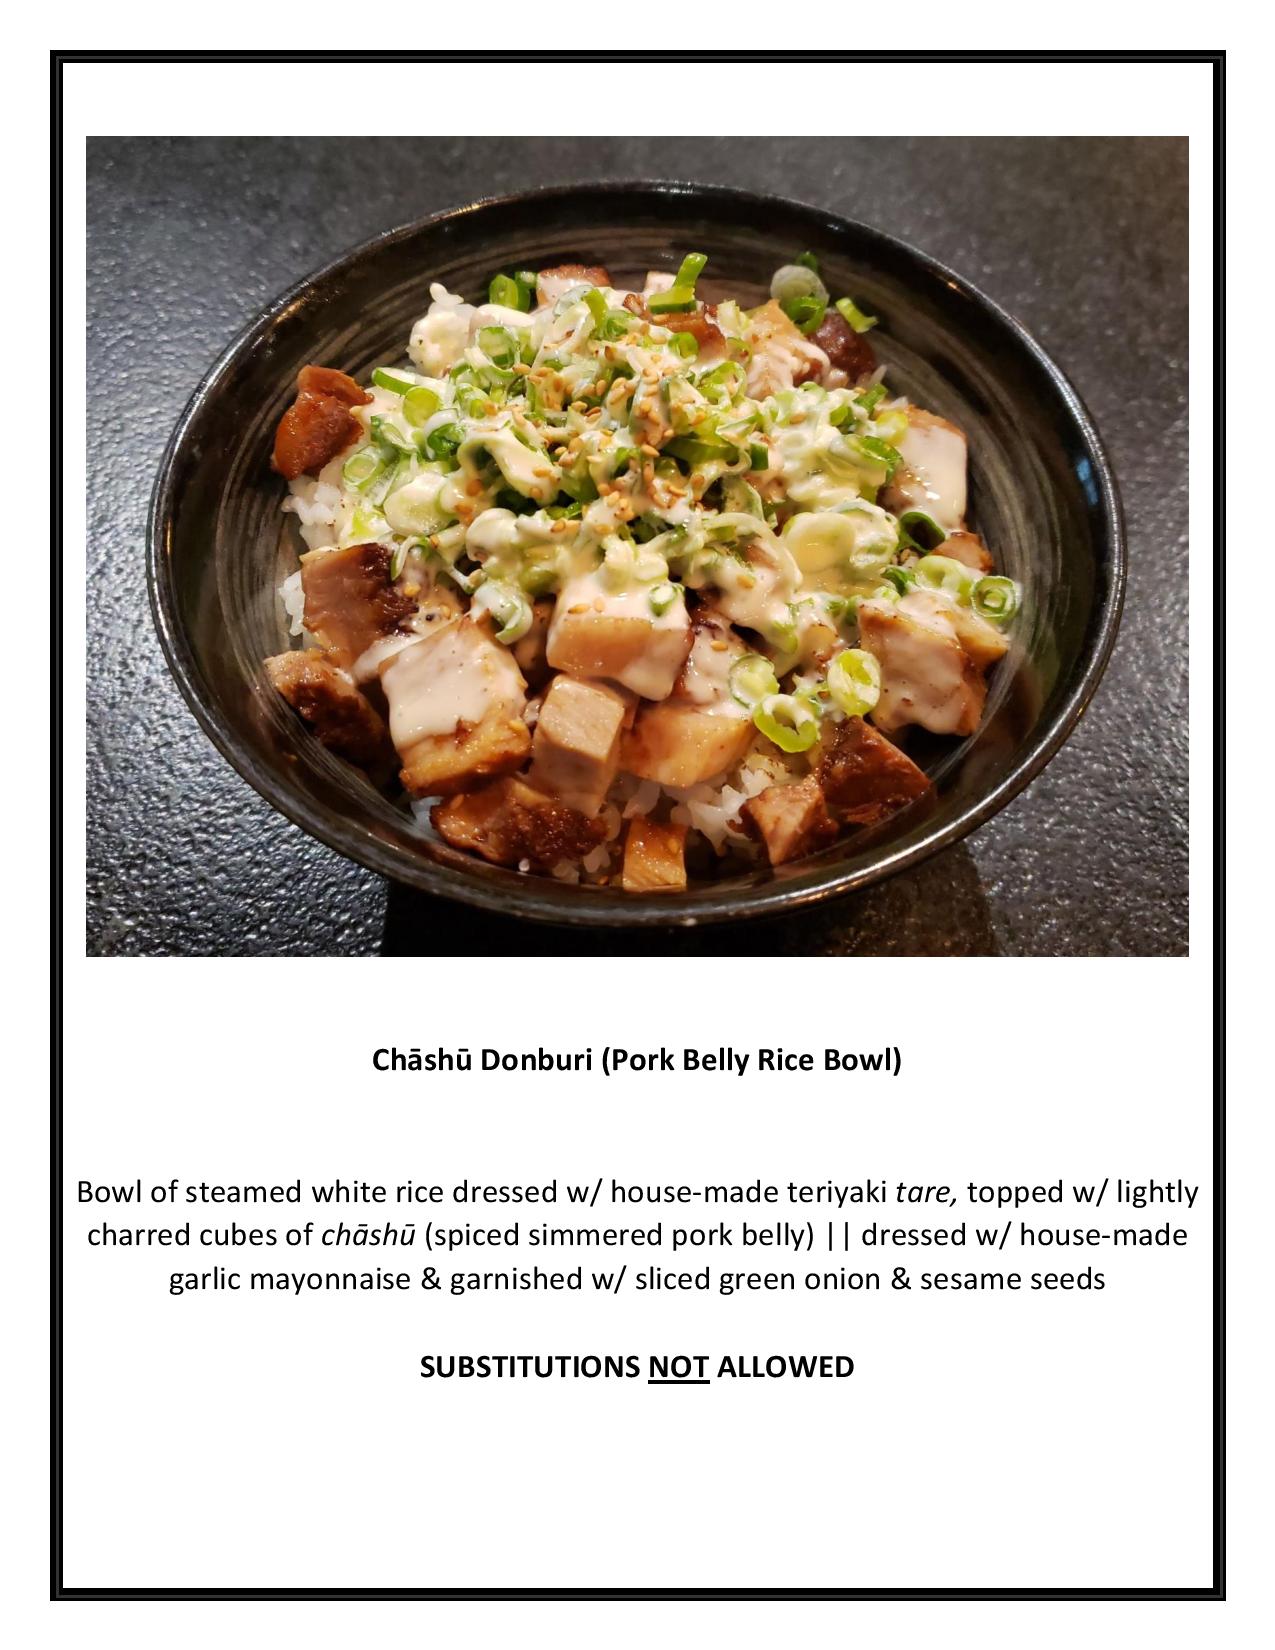 Chāshū Donburi (Pork Belly Rice Bowl)
Bowl of steamed white rice dressed w/ house-made teriyaki tare, topped w/ lightly
charred cubes of chāshū (spiced simmered pork belly) || dressed w/ house-made
garlic mayonnaise & garnished w/ sliced green onion & sesame seeds
SUBSTITUTIONS NOT ALLOWED